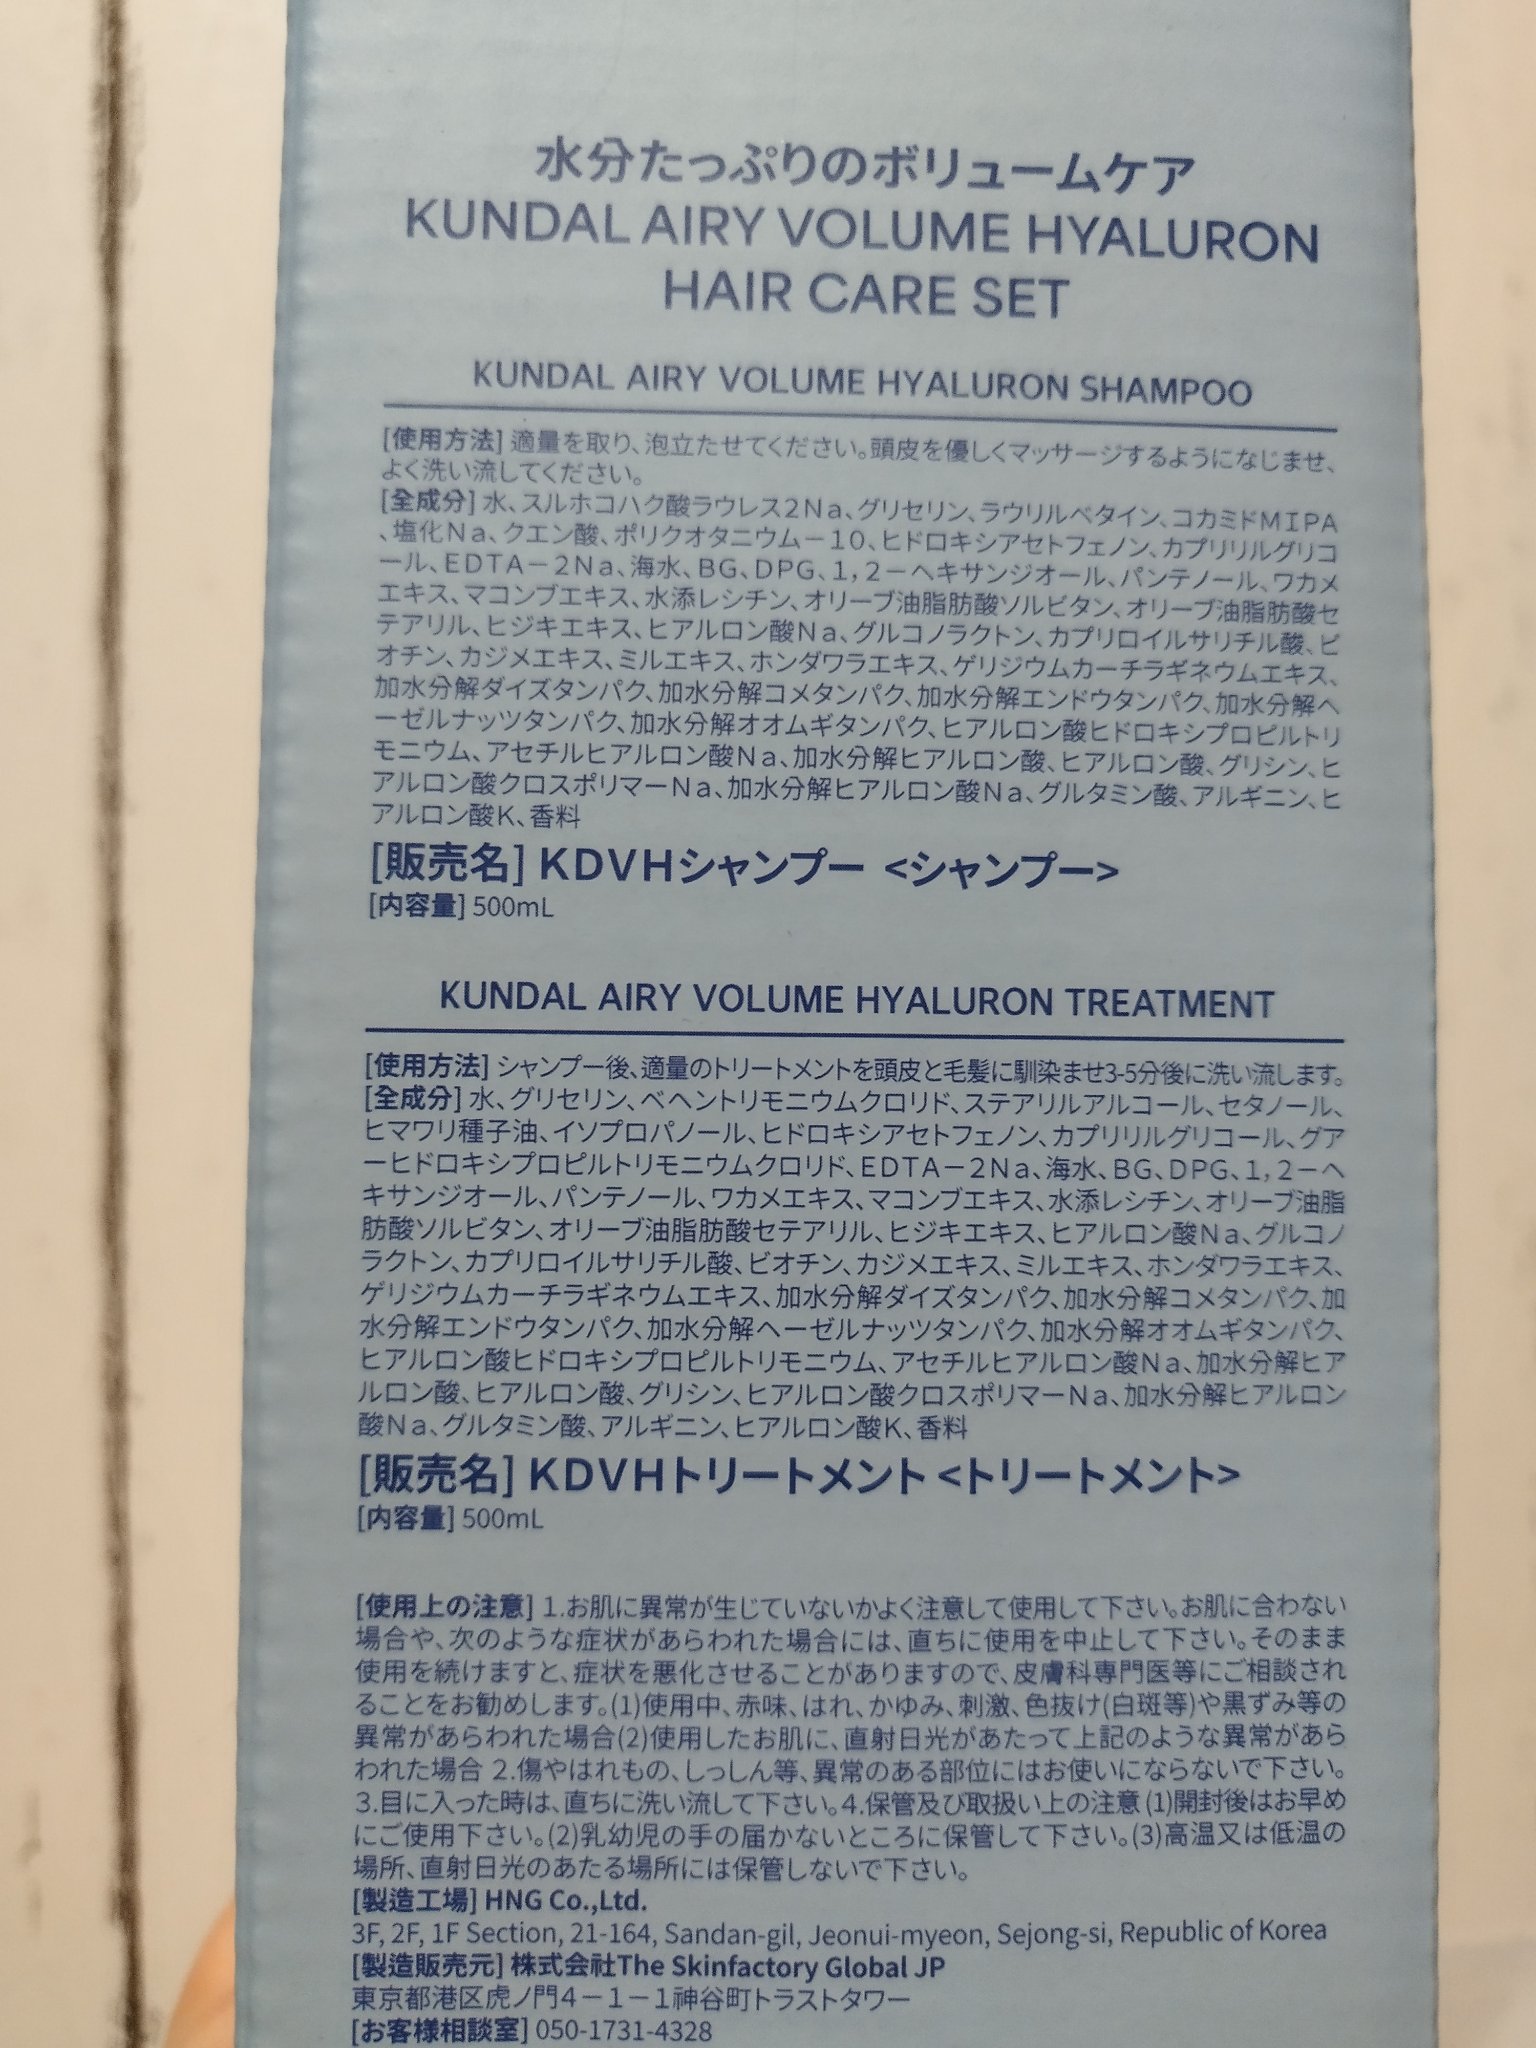 水分たっぷりのボリュームケア
KUNDAL AIRY VOLUME HYALURON
HAIR CARE SET
KUNDAL AIRY VOLUME HYALURON SHAMPOO
[使用方法] 適量を取り、泡立たせてください。頭皮を優しくマッサージするようになじませ、
よく洗い流してください。
[全成分] 水、スルホコハク酸ラウレス2Na、グリセリン、ラウリルベタイン、コカミドMIPA
、塩化Na、クエン酸、ポリクオタニウム－10、ヒドロキシアセトフェノン、カプリリルグリコ
ール、EDTA－2Na、海水、BG、DPG、1，2－ヘキサンジオール、パンテノール、ワカメ
エキス、マコンブエキス、水添レシチン、オリーブ油脂肪酸ソルビタン、オリーブ油脂肪酸セ
テアリル、ヒジキエキス、ヒアルロン酸Na、グルコノラクトン、カプリロイルサリチル酸、ビ
オチン、カジメエキス、ミルエキス、ホンダワラエキス、ゲリジウムカーチラギネウムエキス、
加水分解ダイズタンパク、加水分解コメタンパク、加水分解エンドウタンパク、加水分解ヘ
ーゼルナッツタンパク、加水分解オオムギタンパク、ヒアルロン酸ヒドロキシプロピルトリ
モニウム、アセチルヒアルロン酸Na、加水分解ヒアルロン酸、ヒアルロン酸、グリシン、ヒ
アルロン酸クロスポリマーNa、加水分解ヒアルロン酸Na、グルタミン酸、アルギニン、ヒ
アルロン酸K、香料
[販売名] KDVHシャンプー <シャンプー>
[内容量] 500mL
KUNDAL AIRY VOLUME HYALURON TREATMENT
[使用方法] シャンプー後、適量のトリートメントを頭皮と毛髪に馴染ませ3-5分後に洗い流します。
[全成分] 水、グリセリン、ベヘントリモニウムクロリド、ステアリルアルコール、セタノール、
ヒマワリ種子油、イソプロパノール、ヒドロキシアセトフェノン、カプリリルグリコール、グア
ーヒドロキシプロピルトリモニウムクロリド、EDTA－2Na、海水、BG、DPG、1，2－ヘ
キサンジオール、パンテノール、ワカメエキス、マコンブエキス、水添レシチン、オリーブ油脂
肪酸ソルビタン、オリーブ油脂肪酸セテアリル、ヒジキエキス、ヒアルロン酸Na、グルコノ
ラクトン、カプリロイルサリチル酸、ビオチン、カジメエキス、ミルエキス、ホンダワラエキス、
ゲリジウムカーチラギネウムエキス、加水分解ダイズタンパク、加水分解コメタンパク、加
水分解エンドウタンパク、加水分解ヘーゼルナッツタンパク、加水分解オオムギタンパク、
ヒアルロン酸ヒドロキシプロピルトリモニウム、アセチルヒアルロン酸Na、加水分解ヒア
ルロン酸、ヒアルロン酸、グリシン、ヒアルロン酸クロスポリマーNa、加水分解ヒアルロン
酸Na、グルタミン酸、アルギニン、ヒアルロン酸K、香料
[販売名] KDVHトリートメント <トリートメント>
[内容量] 500mL
[使用上の注意] 1.お肌に異常が生じていないかよく注意して使用して下さい。お肌に合わない
場合や、次のような症状があらわれた場合には、直ちに使用を中止して下さい。そのまま
使用を続けますと、症状を悪化させることがありますので、皮膚科専門医等にご相談され
ることをお勧めします。(1)使用中、赤味、はれ、かゆみ、刺激、色抜け(白斑等)や黒ずみ等の
異常があらわれた場合(2)使用したお肌に、直射日光があたって上記のような異常があら
われた場合 2.傷やはれもの、しっしん等、異常のある部位にはお使いにならないで下さい。
3.目に入った時は、直ちに洗い流して下さい。4.保管及び取扱い上の注意 (1)開封後はお早め
にご使用下さい。(2)乳幼児の手の届かないところに保管して下さい。(3)高温又は低温の
場所、直射日光のあたる場所には保管しないで下さい。
[製造工場] HNG Co.,Ltd.
3F, 2F, 1F Section, 21-164, Sandan-gil, Jeonui-myeon, Sejong-si, Republic of Korea
[製造販売元] 株式会社The Skinfactory Global JP
東京都港区虎ノ門4－1－1神谷町トラストタワー
[お客様相談室] 050-1731-4328